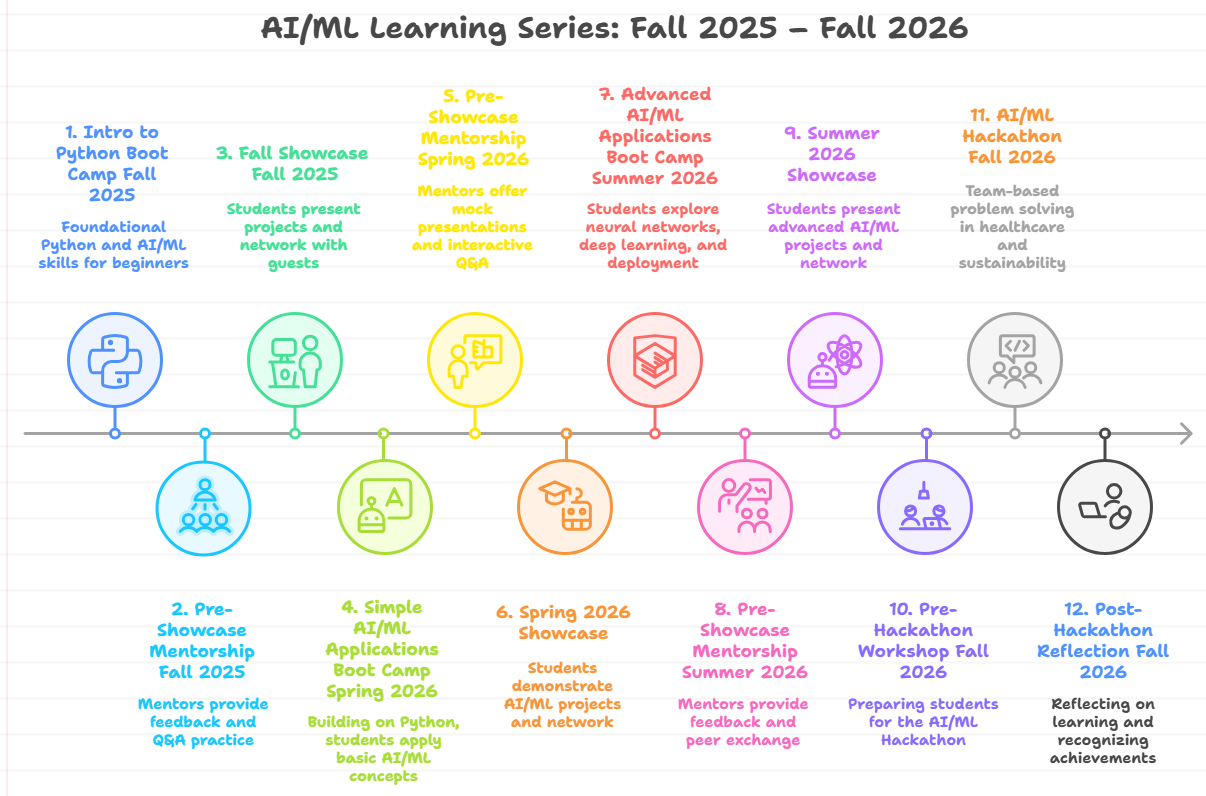 AI/ML Learning Series: Fall 2025 – Fall 2026
1. Intro to
Python Boot
Camp Fall
2025
Foundational
Python and AI/ML
skills for beginners
2. Pre-
Showcase
Mentorship
Fall 2025
Mentors provide
feedback and
Q&A practice
3. Fall Showcase
Fall 2025
Students present
projects and
network with
guests
4. Simple
AI/ML
Applications
Boot Camp
Spring 2026
Building on Python,
students apply
basic AI/ML
concepts
A
5. Pre-
Showcase
Mentorship
Spring 2026
Mentors offer
mock
presentations
and interactive
Q&A
6. Spring 2026
Showcase
Students
demonstrate
AI/ML projects
and network
7. Advanced
AI/ML
Applications
Boot Camp
Summer 2026
Students explore
neural networks,
deep learning, and
deployment
8. Pre-
Showcase
Mentorship
Summer 2026
Mentors provide
feedback and
peer exchange
9. Summer
2026
Showcase
Students present
advanced AI/ML
projects and
network
10. Pre-
Hackathon
Workshop Fall
2026
Preparing students
for the AI/ML
Hackathon
11. AI/ML
Hackathon
Fall 2026
Team-based
problem solving
in healthcare
and
sustainability
</>
12. Post-
Hackathon
Reflection Fall
2026
Reflecting on
learning and
recognizing
achievements